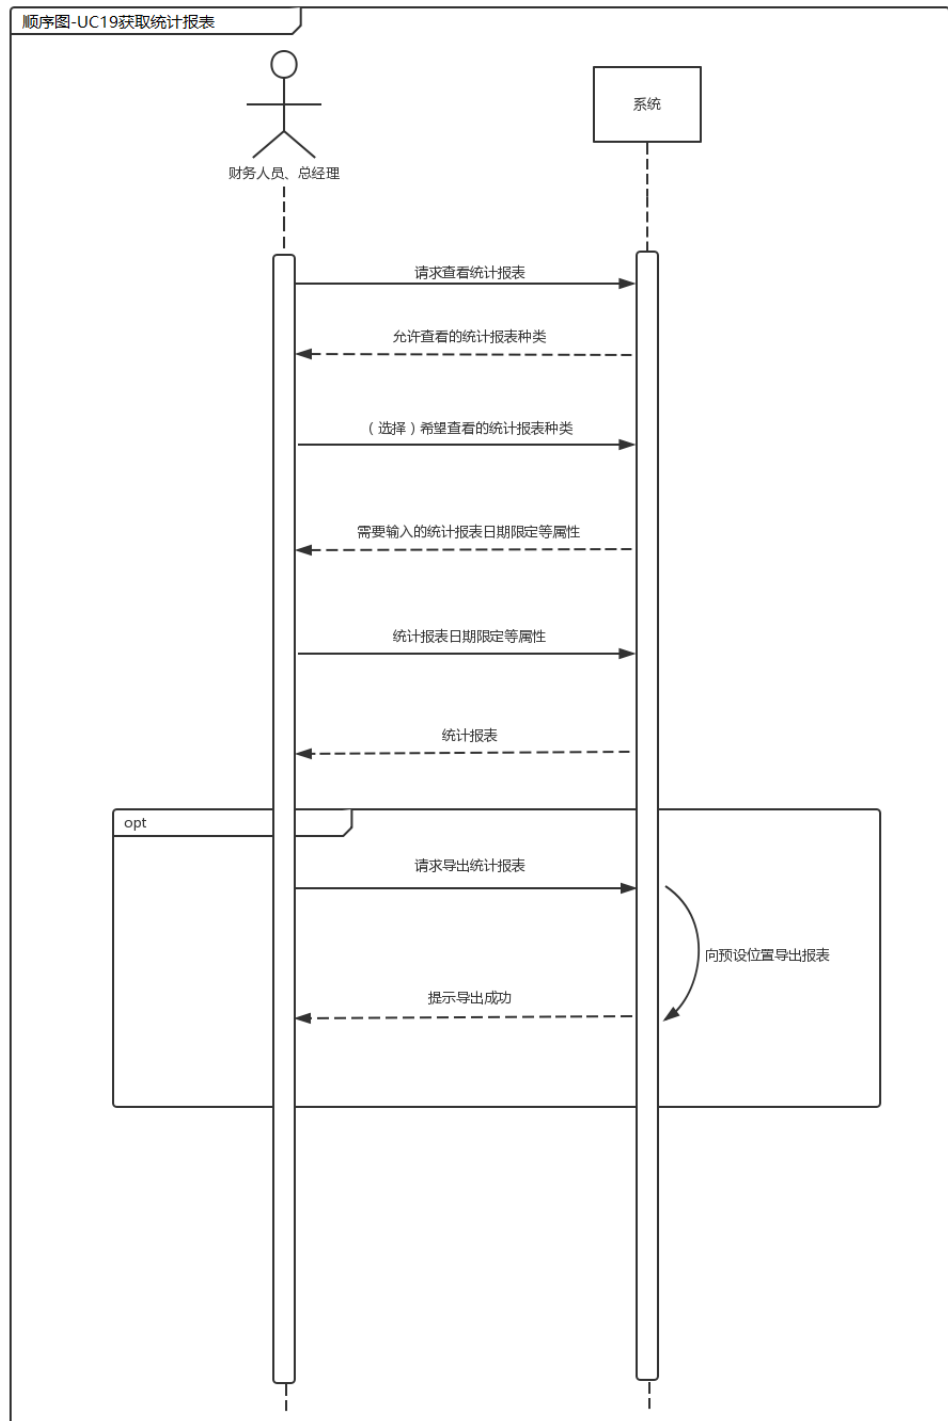 顺序图-UC19获取统计报表
系统
财务人员、总经理
请求查看统计报表
允许查看的统计报表种类
（选择）希望查看的统计报表种类
需要输入的统计报表日期限定等属性
统计报表日期限定等属性
统计报表
opt
请求导出统计报表
向预设位置导出报表
提示导出成功